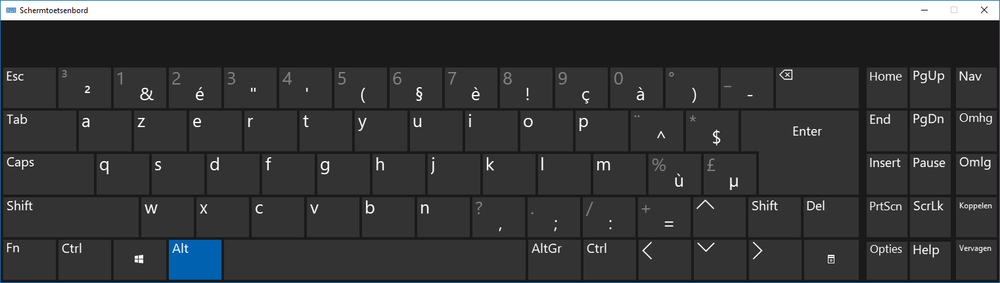 Schermtoetsenbord
Esc ³ ² 1 & 2 é 3 " 4 ' 5 ( 6 § 7 è 8 ! 9 ç 0 à ° ) _ - Home PgUp Nav
Tab a z e r t y u i o p ¨ ^ * $ Enter End PgDn Omhg
Caps q s d f g h j k l m % ù £ µ Insert Pause Omlg
Shift w x c v b n ? , . ; / : + = Shift Del PrtScn ScrLk Koppelen
Fn Ctrl Alt AltGr Ctrl Opties Help Vervagen